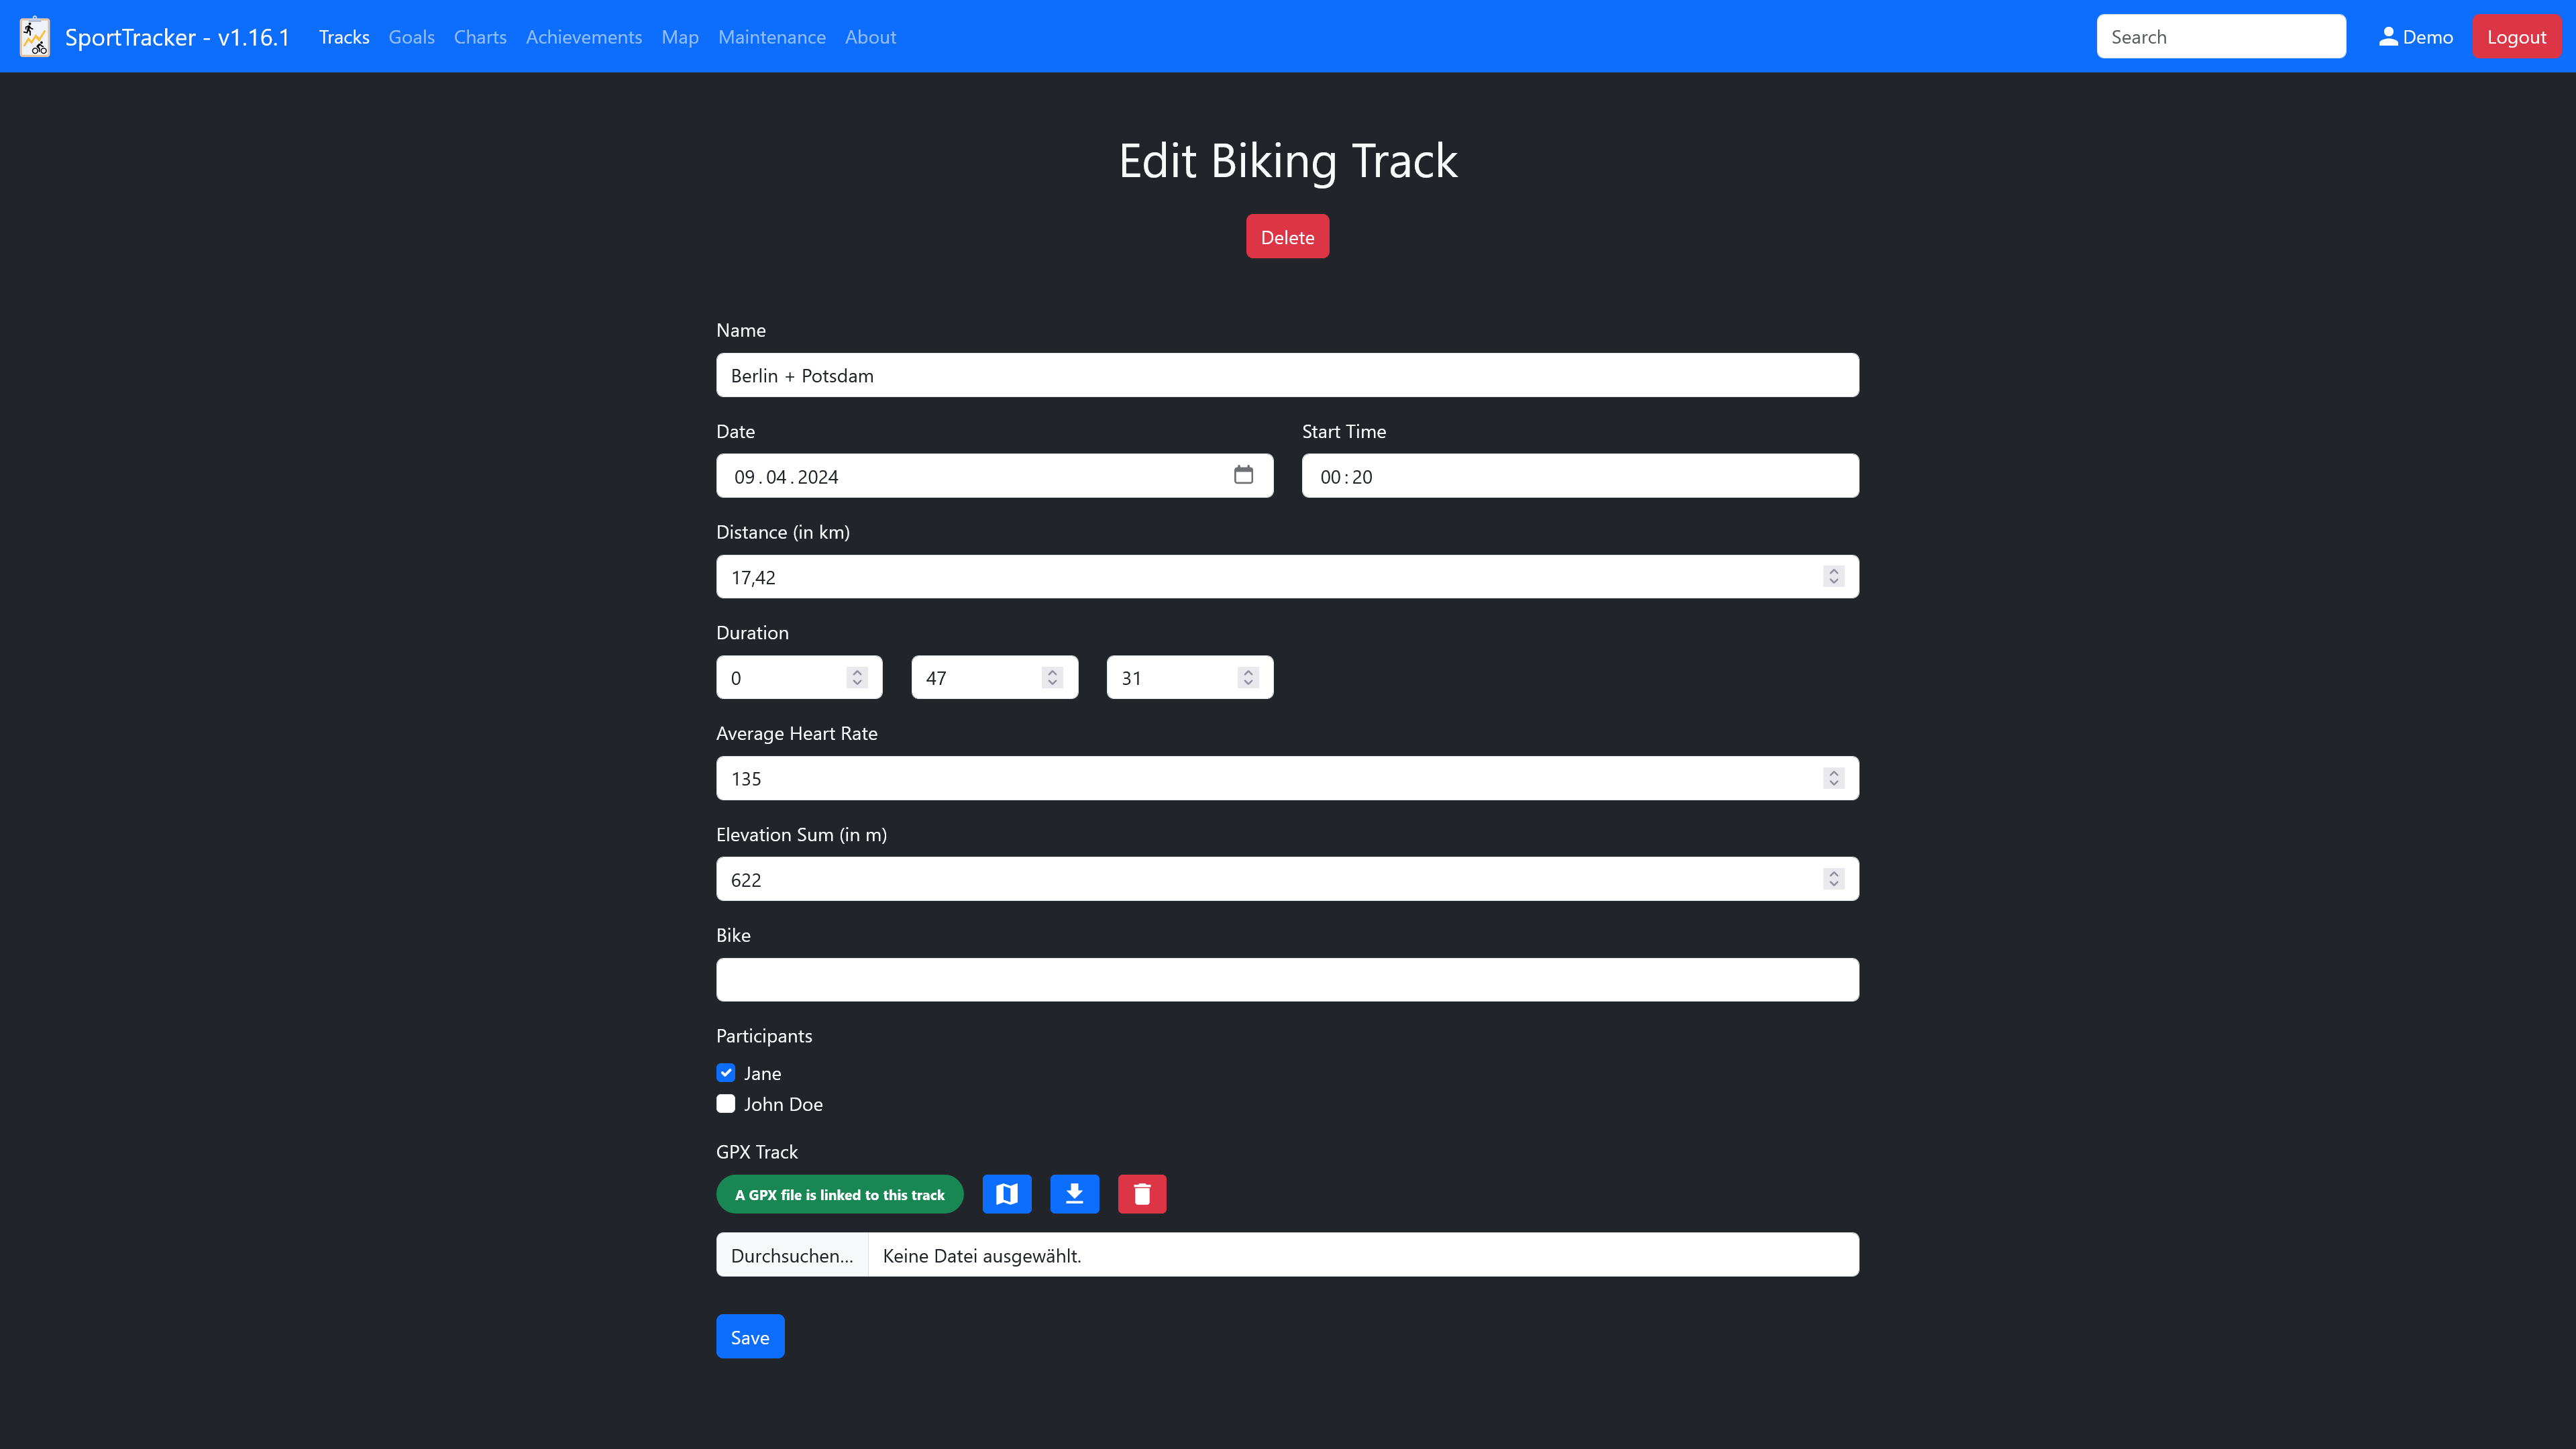 SportTracker - v1.16.1 Tracks Goals Charts Achievements Map Maintenance About Search Demo Logout
Edit Biking Track
Delete
Name
Berlin + Potsdam
Date Start Time
09.04.2024 00:20
Distance (in km)
17,42
Duration
0 47 31
Average Heart Rate
135
Elevation Sum (in m)
622
Bike
Participants
Jane
John Doe
GPX Track
A GPX file is linked to this track
Durchsuchen... Keine Datei ausgewählt.
Save